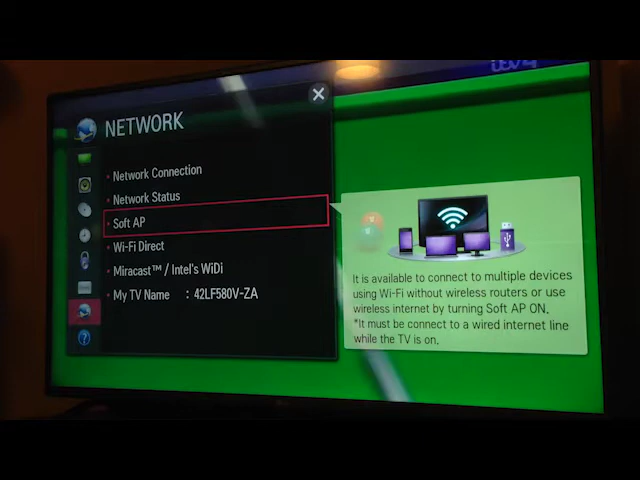 itv4
NETWORK
Network Connection
Network Status
Soft AP
Wi-Fi Direct
Miracast™ / Intel's WiDi
My TV Name : 42LF580V-ZA
It is available to connect to multiple devices
using Wi-Fi without wireless routers or use
wireless internet by turning Soft AP ON.
*It must be connect to a wired internet line
while the TV is on.